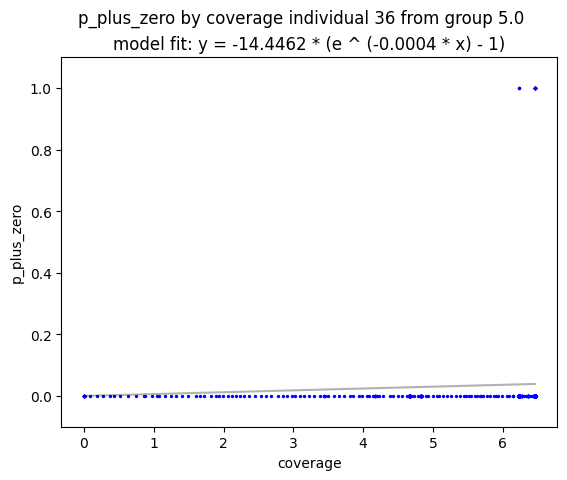 p_plus_zero by coverage individual 36 from group 5.0
model fit: y = -14.4462 * (e ^ (-0.0004 * x) - 1)
1.0
0.8
0.6
0.4
0.2
0.0
p_plus_zero
0 1 2 3 4 5 6
coverage